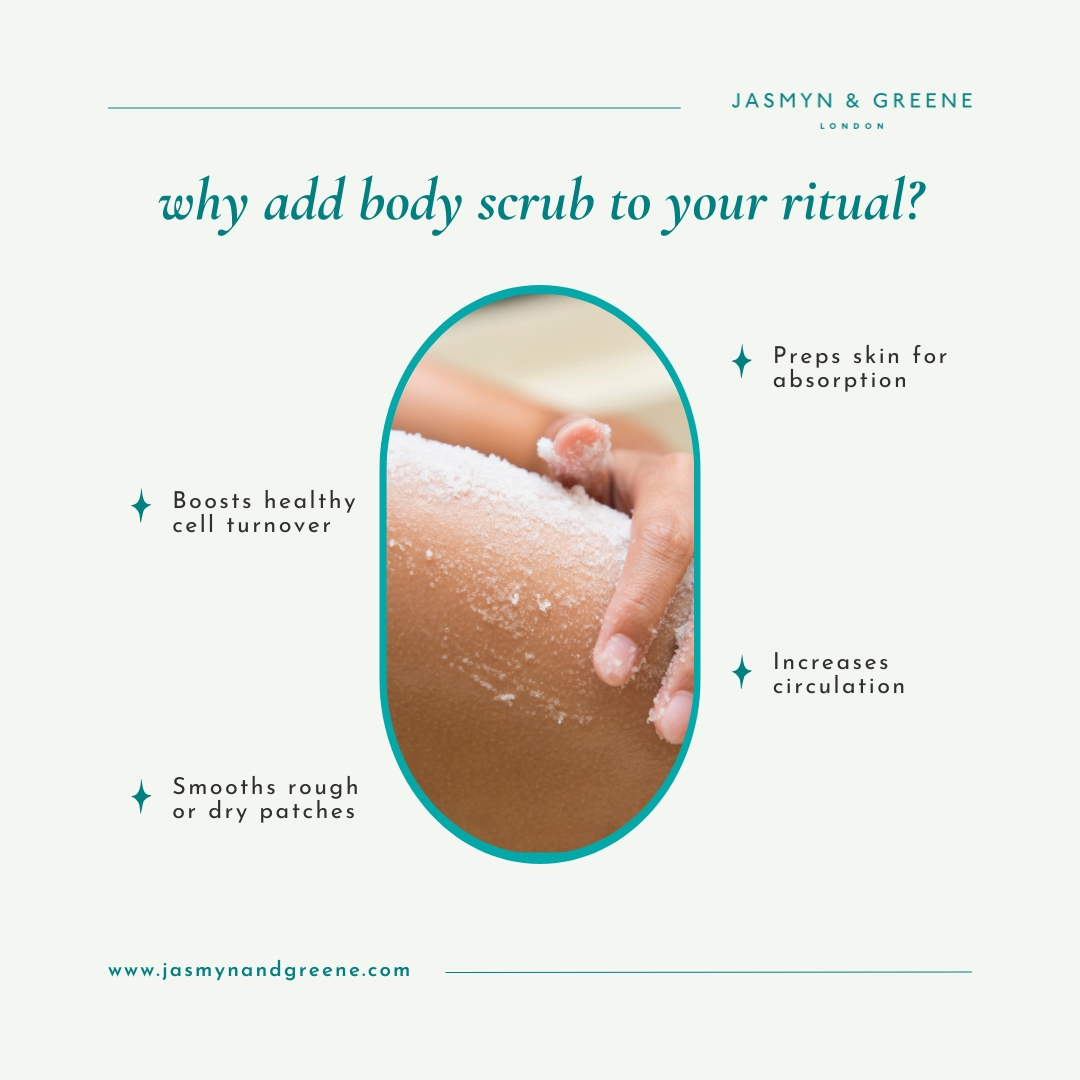 JASMYN & GREENE
LONDON
why add body scrub to your ritual?
Preps skin for
absorption
Boosts healthy
cell turnover
Increases
circulation
Smooths rough
or dry patches
www.jasmynandgreene.com